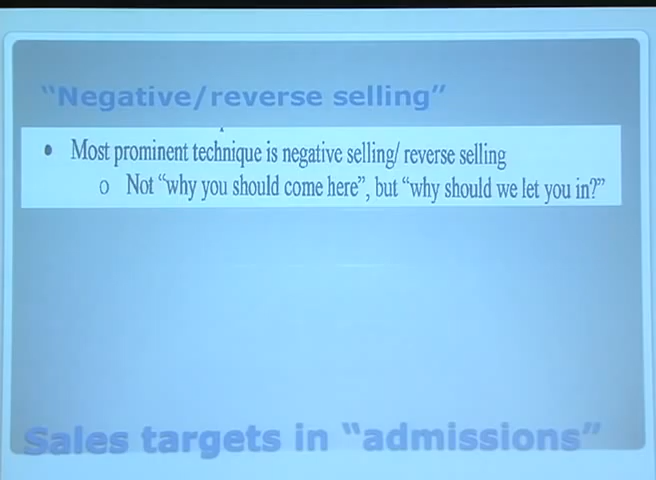 “Negative/reverse selling”
• Most prominent technique is negative selling/ reverse selling
o Not “why you should come here”, but “why should we let you in?”
Sales targets in “admissions”